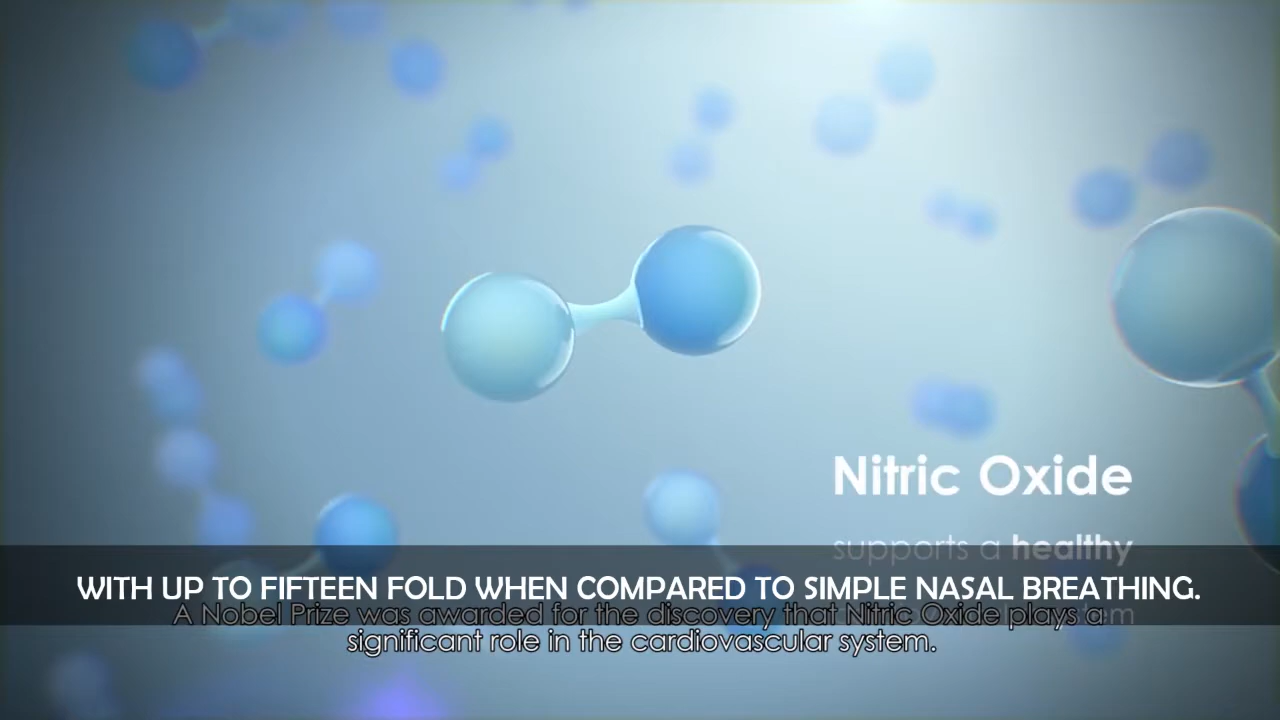 Nitric Oxide
supports a healthy
WITH UP TO FIFTEEN FOLD WHEN COMPARED TO SIMPLE NASAL BREATHING.
A Nobel Prize was awarded for the discovery that Nitric Oxide plays a
significant role in the cardiovascular system.